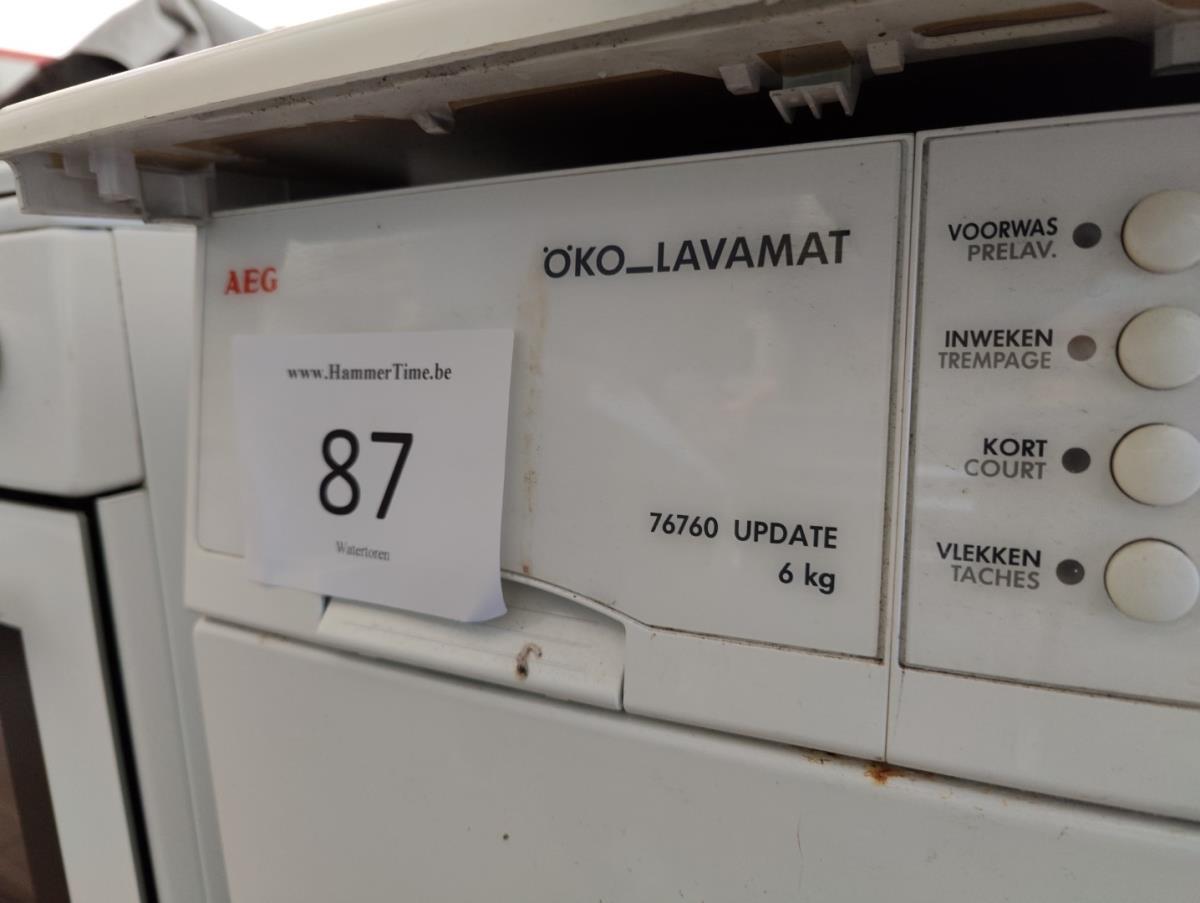 AEG
ÖKO_LAVAMAT
www.HammerTime.be
87
Watertoren
76760 UPDATE
6 kg
VOORWAS
PRELAV.
INWEKEN
TREMPAGE
KORT
COURT
VLEKKEN
TACHES